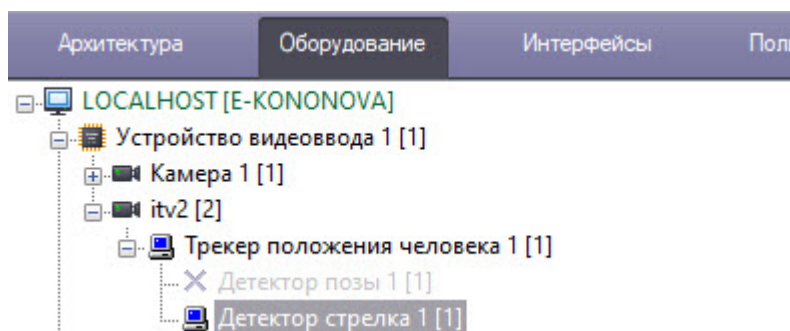 Архитектура Оборудование Интерфейсы
LOCALHOST [E-KONONOVA]
Устройство видеоввода 1 [1]
Камера 1 [1]
itv2 [2]
Трекер положения человека 1 [1]
Детектор позы 1 [1]
Детектор стрелка 1 [1]